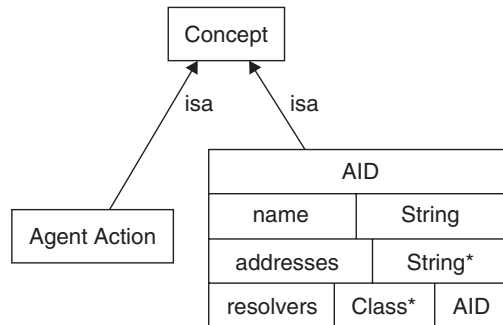 Concept
isa
isa
AID
name String
Agent Action
addresses String*
resolvers Class* AID